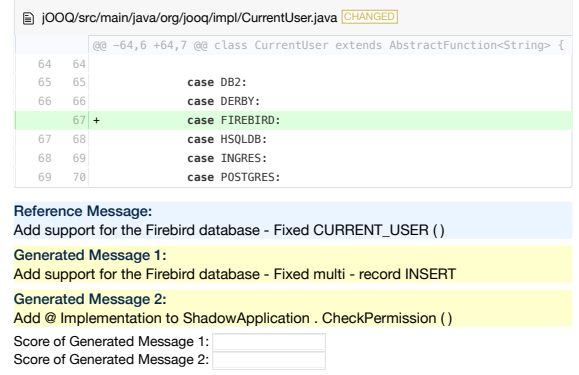 jOOQ/src/main/java/org/jooq/impl/CurrentUser.java CHANGED
@@ -64,6 +64,7 @@ class CurrentUser extends AbstractFunction<String> {
64 64
65 65 case DB2:
66 66 case DERBY:
67 + case FIREBIRD:
67 68 case HSQLDB:
68 69 case INGRES:
69 70 case POSTGRES:
Reference Message:
Add support for the Firebird database - Fixed CURRENT_USER ( )
Generated Message 1:
Add support for the Firebird database - Fixed multi - record INSERT
Generated Message 2:
Add @ Implementation to ShadowApplication . CheckPermission ( )
Score of Generated Message 1:
Score of Generated Message 2: